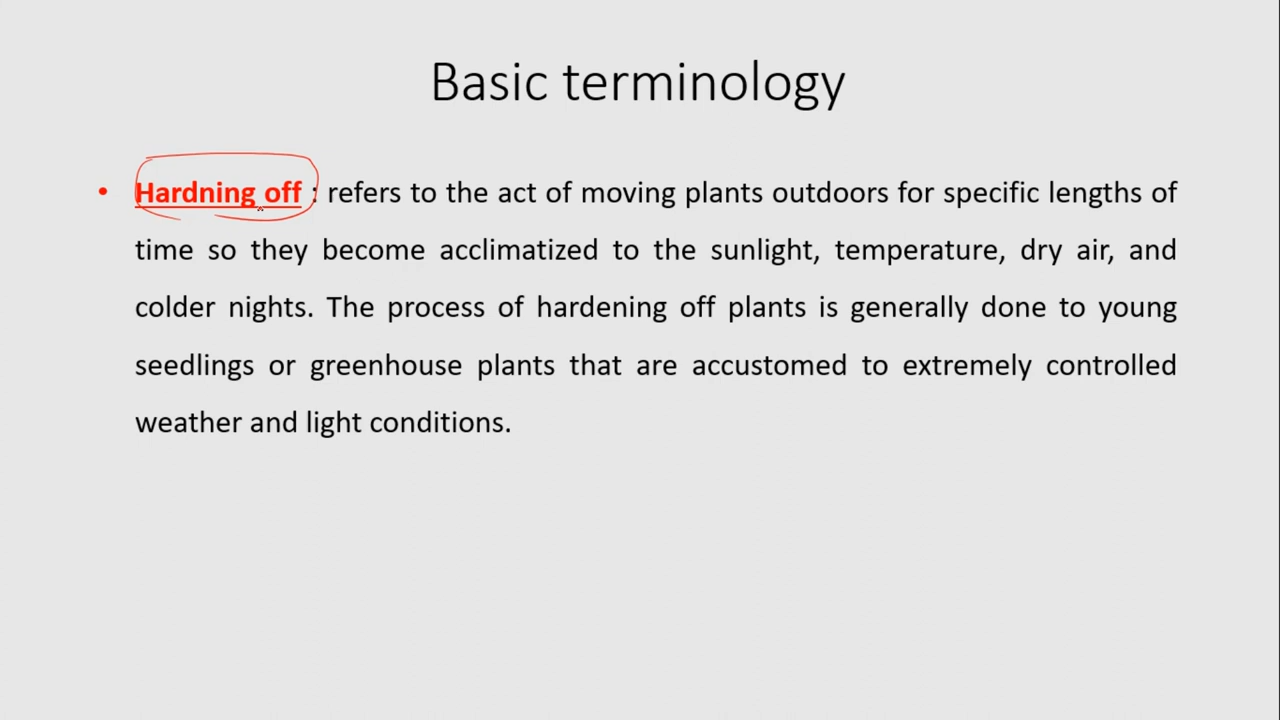 Basic terminology
• Hardning off : refers to the act of moving plants outdoors for specific lengths of
time so they become acclimatized to the sunlight, temperature, dry air, and
colder nights. The process of hardening off plants is generally done to young
seedlings or greenhouse plants that are accustomed to extremely controlled
weather and light conditions.